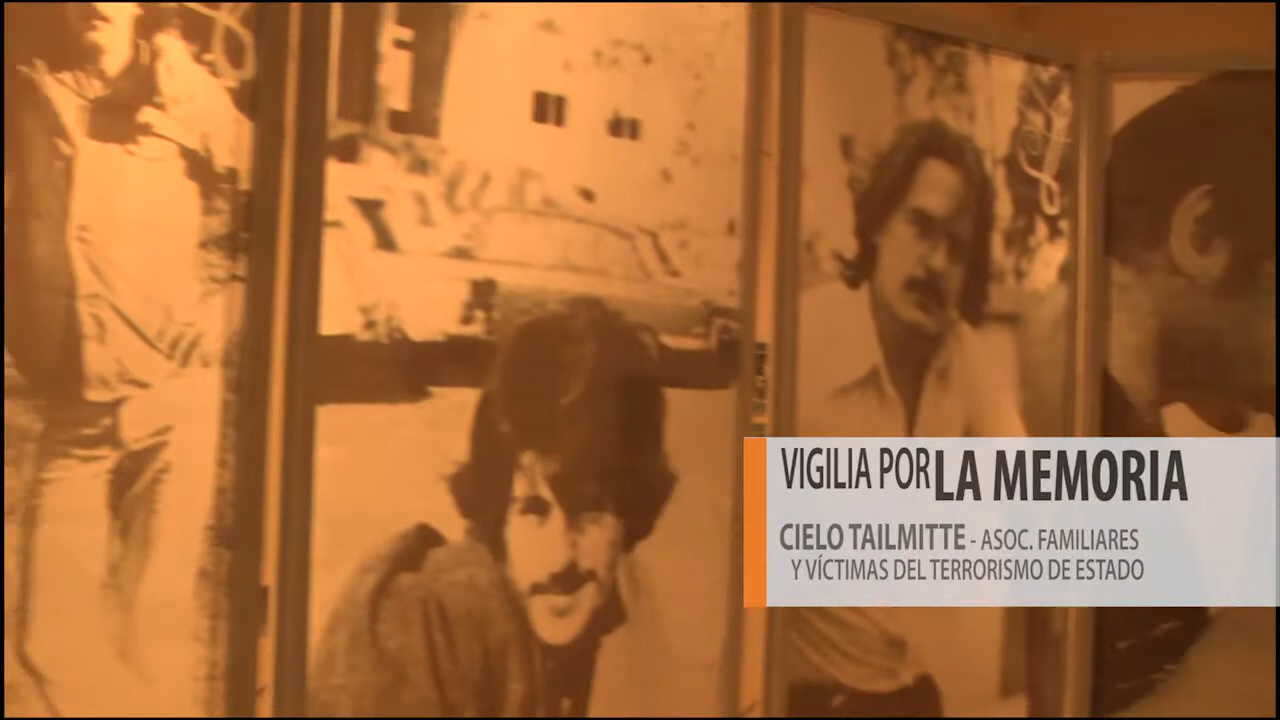 VIGILIA POR LA MEMORIA
CIELO TAILMITTE - ASOC. FAMILIARES
Y VÍCTIMAS DEL TERRORISMO DE ESTADO